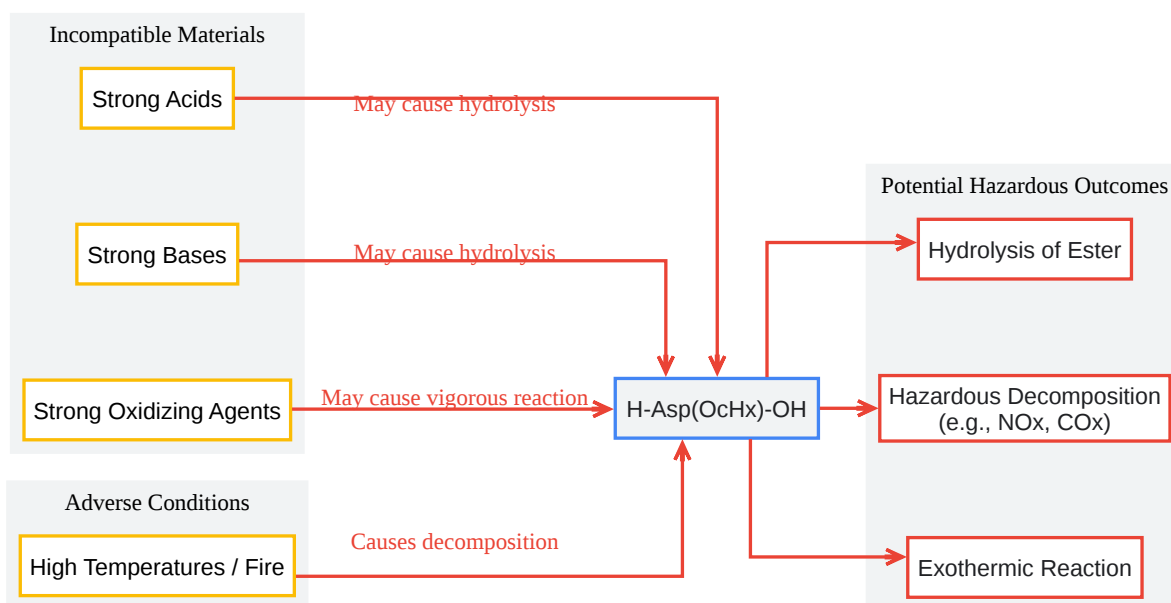 Incompatible Materials
Strong Acids
May cause hydrolysis
Strong Bases
May cause hydrolysis
Strong Oxidizing Agents
May cause vigorous reaction
Adverse Conditions
High Temperatures / Fire
Causes decomposition
H-Asp(OcHx)-OH
Potential Hazardous Outcomes
Hydrolysis of Ester
Hazardous Decomposition
(e.g., NOx, COx)
Exothermic Reaction